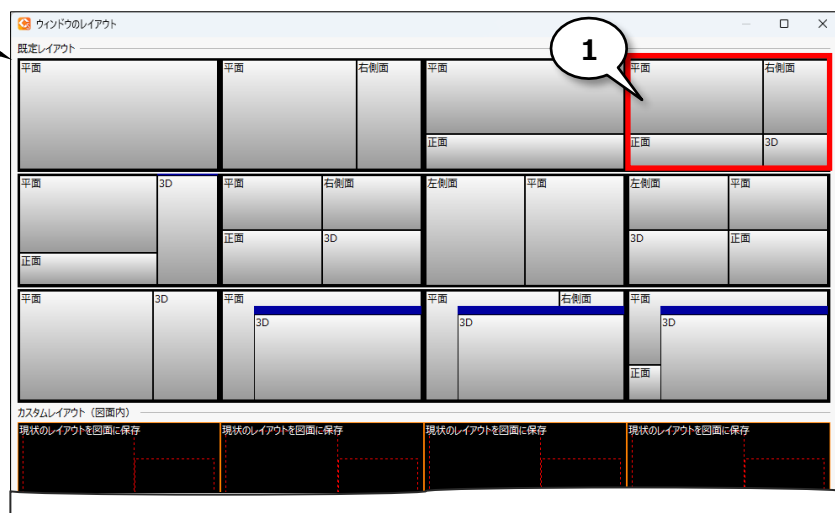 ウィンドウのレイアウト
既定レイアウト
1
平面
平面 右側面
平面
正面
平面 右側面
正面 3D
平面 3D
正面
平面 右側面
正面 3D
左側面 平面
左側面 平面
3D 正面
平面 3D
平面
3D
平面 右側面
3D
平面
3D
正面
カスタムレイアウト（図面内）
現状のレイアウトを図面に保存
現状のレイアウトを図面に保存
現状のレイアウトを図面に保存
現状のレイアウトを図面に保存